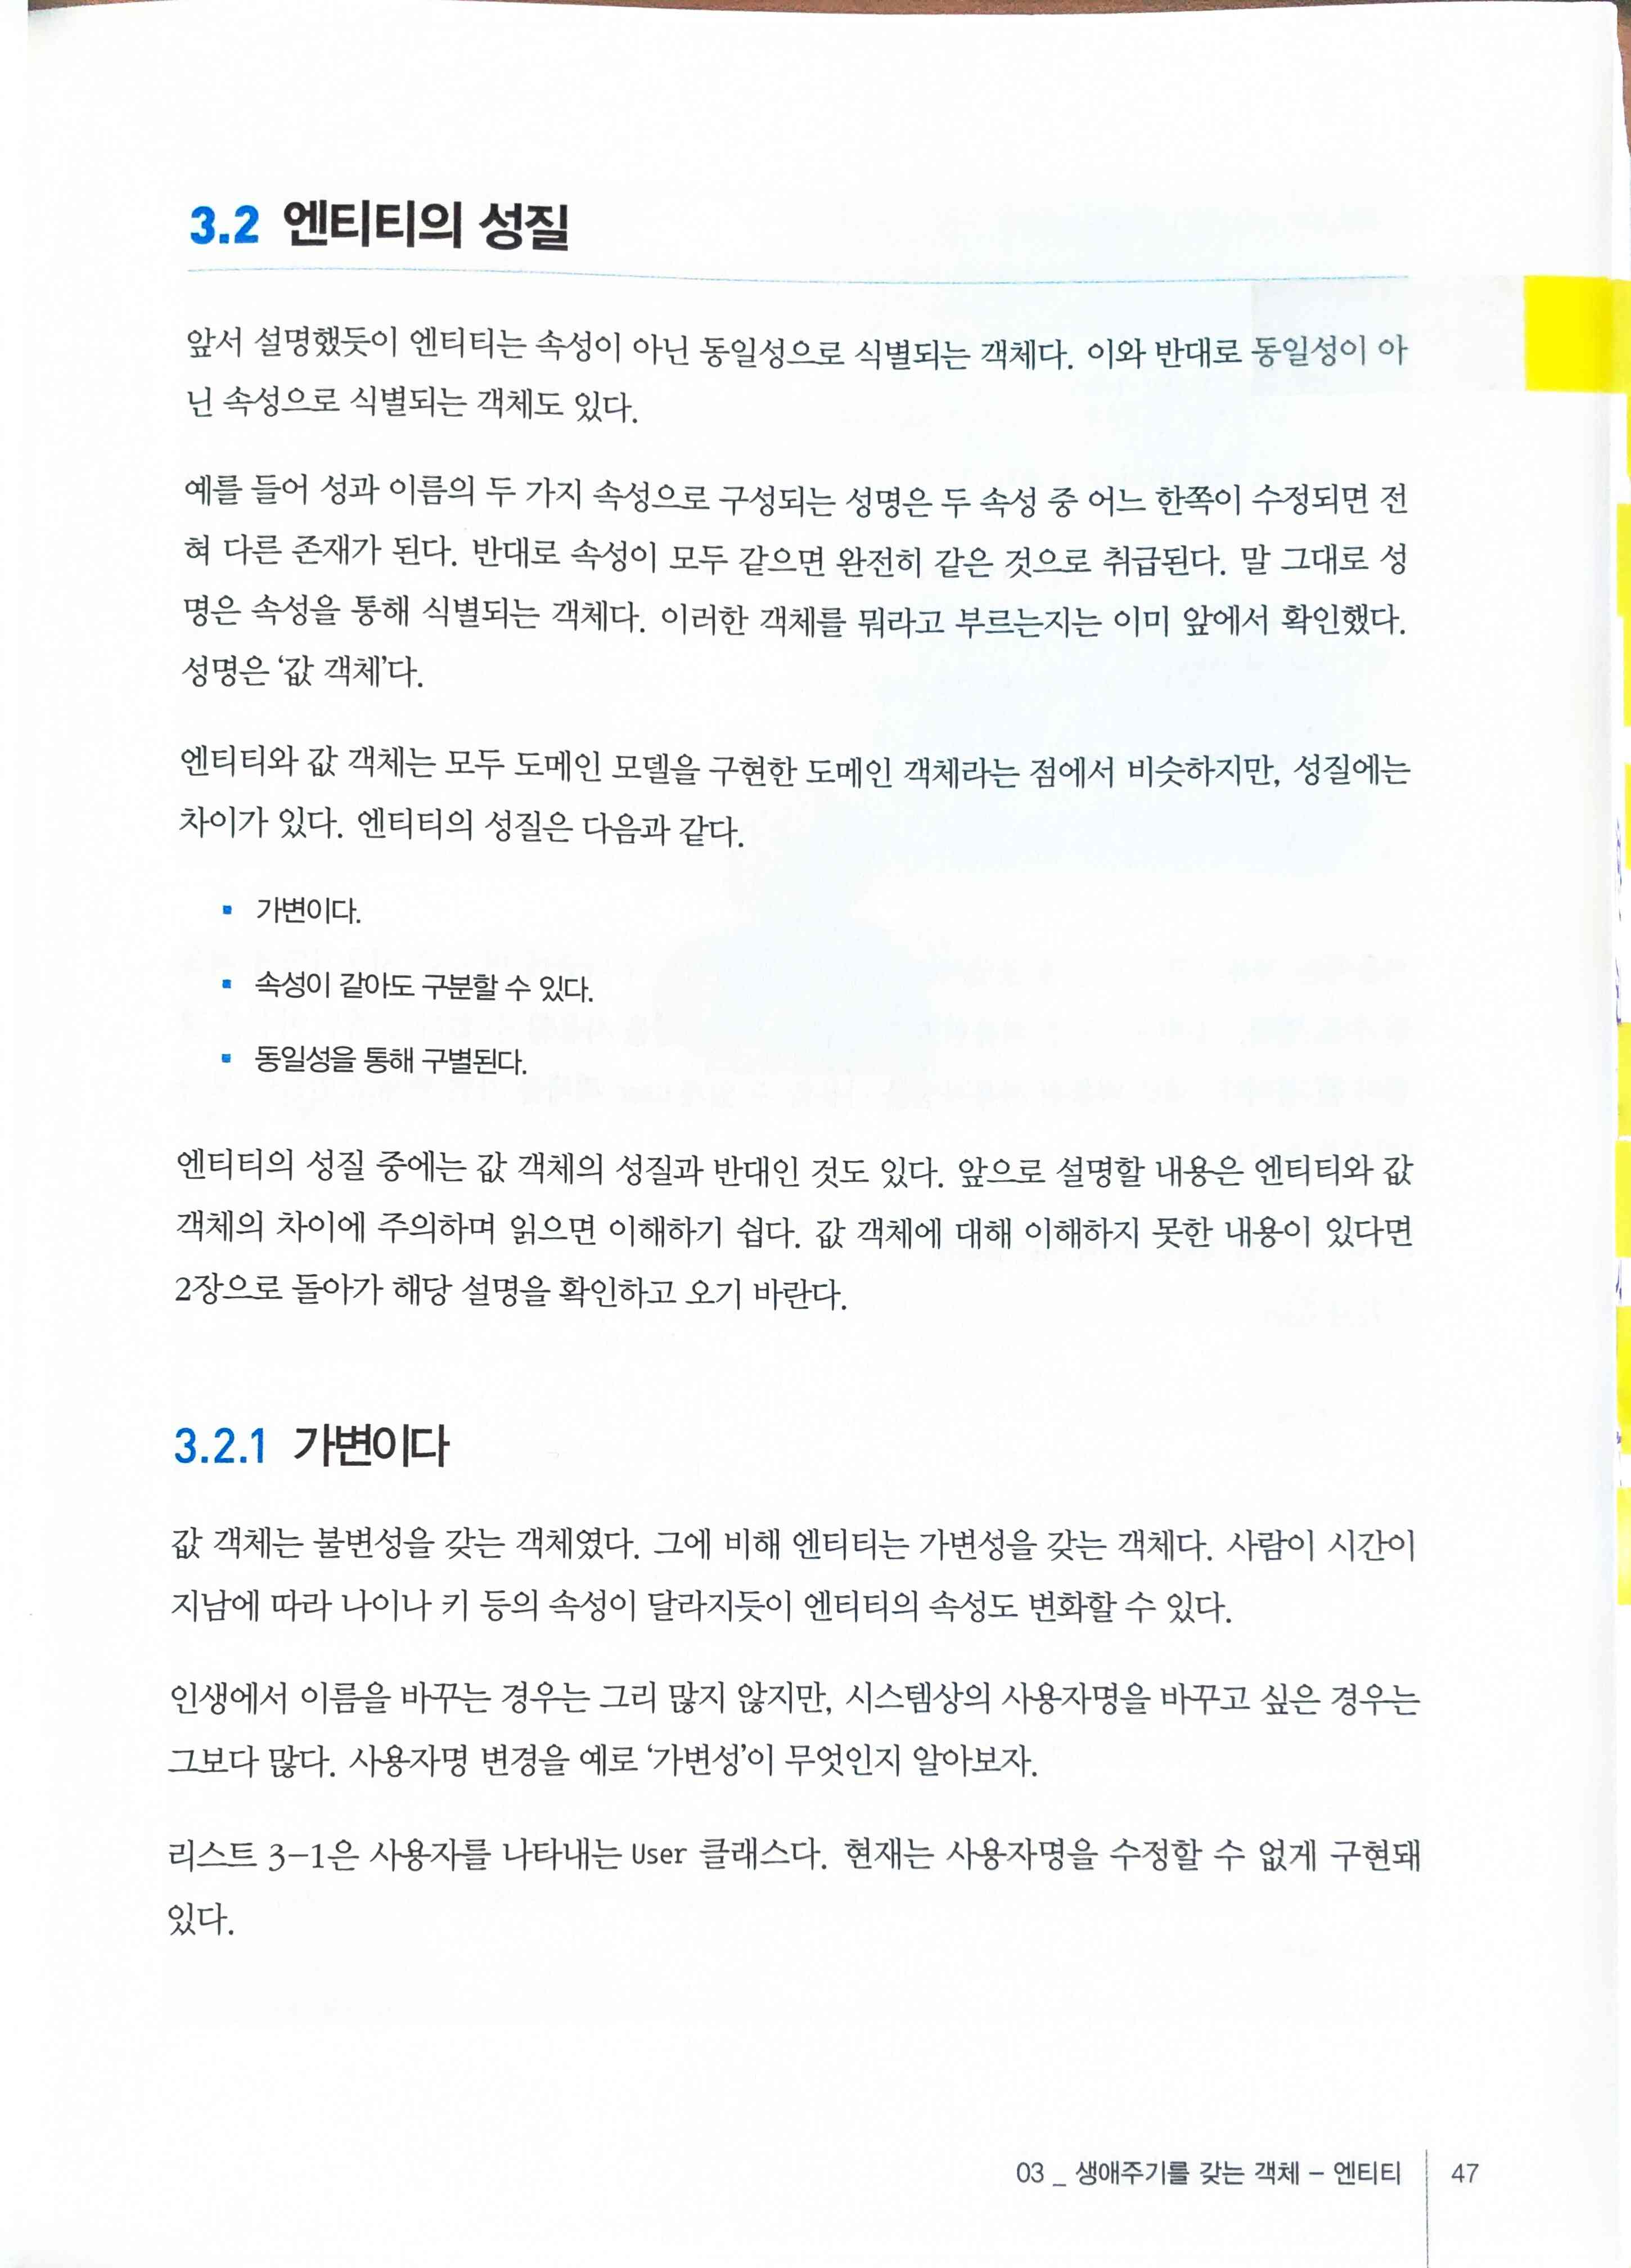 3.2 엔티티의 성질
앞서 설명했듯이 엔티티는 속성이 아닌 동일성으로 식별되는 객체다. 이와 반대로 동일성이 아
닌 속성으로 식별되는 객체도 있다.
예를 들어 성과 이름의 두 가지 속성으로 구성되는 성명은 두 속성 중 어느 한쪽이 수정되면 전
혀 다른 존재가 된다. 반대로 속성이 모두 같으면 완전히 같은 것으로 취급된다. 말 그대로 성
명은 속성을 통해 식별되는 객체다. 이러한 객체를 뭐라고 부르는지는 이미 앞에서 확인했다.
성명은 ‘값 객체’다.
엔티티와 값 객체는 모두 도메인 모델을 구현한 도메인 객체라는 점에서 비슷하지만, 성질에는
차이가 있다. 엔티티의 성질은 다음과 같다.
▪ 가변이다.
▪ 속성이 같아도 구분할 수 있다.
▪ 동일성을 통해 구별된다.
엔티티의 성질 중에는 값 객체의 성질과 반대인 것도 있다. 앞으로 설명할 내용은 엔티티와 값
객체의 차이에 주의하며 읽으면 이해하기 쉽다. 값 객체에 대해 이해하지 못한 내용이 있다면
2장으로 돌아가 해당 설명을 확인하고 오기 바란다.
3.2.1 가변이다
값 객체는 불변성을 갖는 객체였다. 그에 비해 엔티티는 가변성을 갖는 객체다. 사람이 시간이
지남에 따라 나이나 키 등의 속성이 달라지듯이 엔티티의 속성도 변화할 수 있다.
인생에서 이름을 바꾸는 경우는 그리 많지 않지만, 시스템상의 사용자명을 바꾸고 싶은 경우는
그보다 많다. 사용자명 변경을 예로 ‘가변성’이 무엇인지 알아보자.
리스트 3-1은 사용자를 나타내는 User 클래스다. 현재는 사용자명을 수정할 수 없게 구현돼
있다.
03 _ 생애주기를 갖는 객체 – 엔티티 47